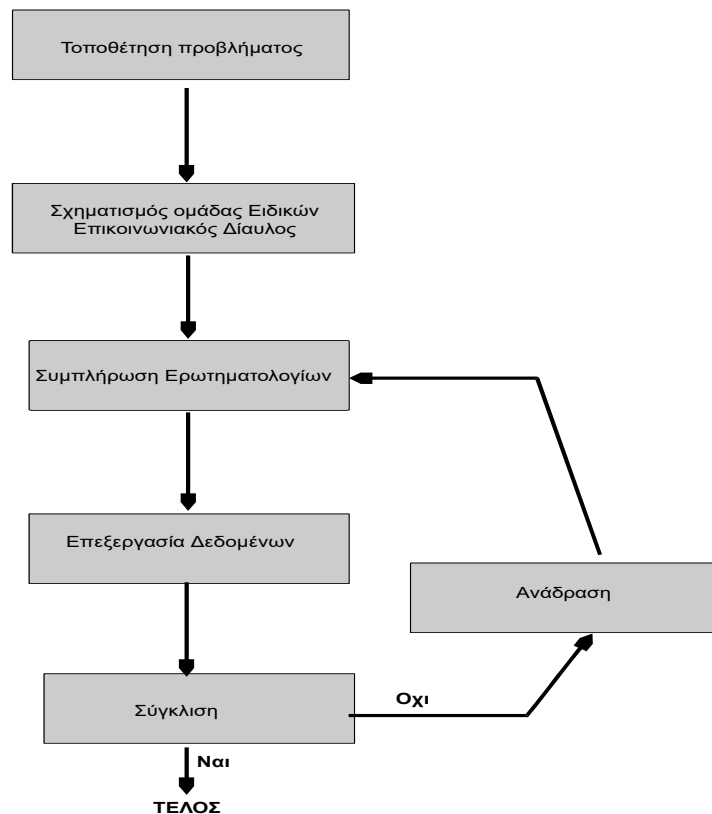 Τοποθέτηση προβλήματος
Σχηματισμός ομάδας Ειδικών
Επικοινωνιακός Δίαυλος
Συμπλήρωση Ερωτηματολογίων
Επεξεργασία Δεδομένων
Ανάδραση
Σύγκλιση
Οχι
Ναι
ΤΕΛΟΣ